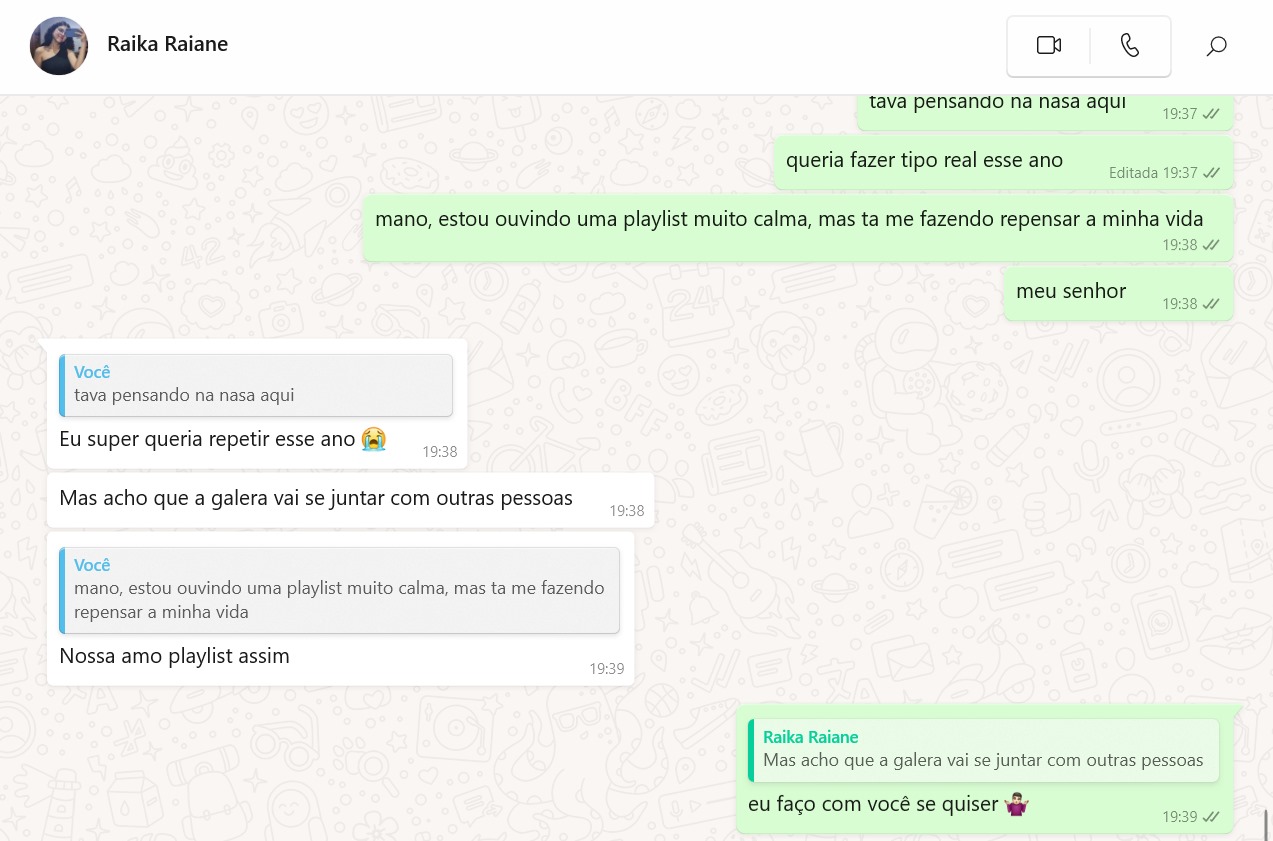 Raika Raiane
tava pensando na nasa aqui
19:37
queria fazer tipo real esse ano
Editada 19:37
mano, estou ouvindo uma playlist muito calma, mas ta me fazendo repensar a minha vida
19:38
meu senhor
19:38
Você
tava pensando na nasa aqui
Eu super queria repetir esse ano 😭
19:38
Mas acho que a galera vai se juntar com outras pessoas
19:38
Você
mano, estou ouvindo uma playlist muito calma, mas ta me fazendo
repensar a minha vida
Nossa amo playlist assim
19:39
Raika Raiane
Mas acho que a galera vai se juntar com outras pessoas
eu faço com você se quiser 🤷🏻‍♂️
19:39